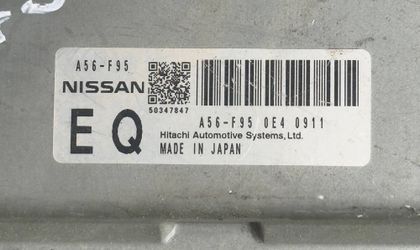 A56-F95
NISSAN
50347847
EQ
A56-F95 0E4 0911
Hitachi Automotive Systems, Ltd.
MADE IN JAPAN